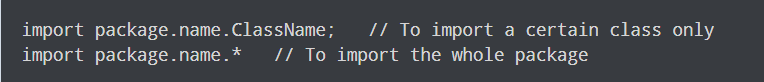 import package.name.ClassName;   // To import a certain class only
import package.name.*   // To import the whole package